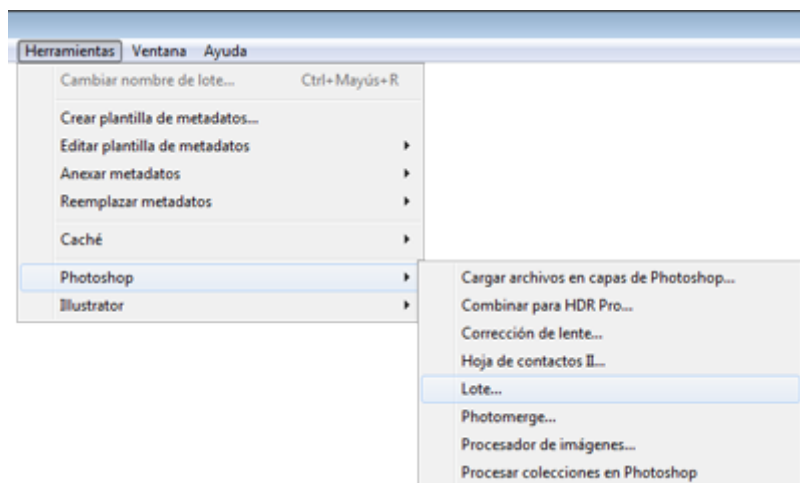 Herramientas Ventana Ayuda
Cambiar nombre de lote... Ctrl+Mayús+R
Crear plantilla de metadatos...
Editar plantilla de metadatos
Anexar metadatos
Reemplazar metadatos
Caché
Photoshop
Illustrator
Cargar archivos en capas de Photoshop...
Combinar para HDR Pro...
Corrección de lente...
Hoja de contactos II...
Lote...
Photomerge...
Procesador de imágenes...
Procesar colecciones en Photoshop